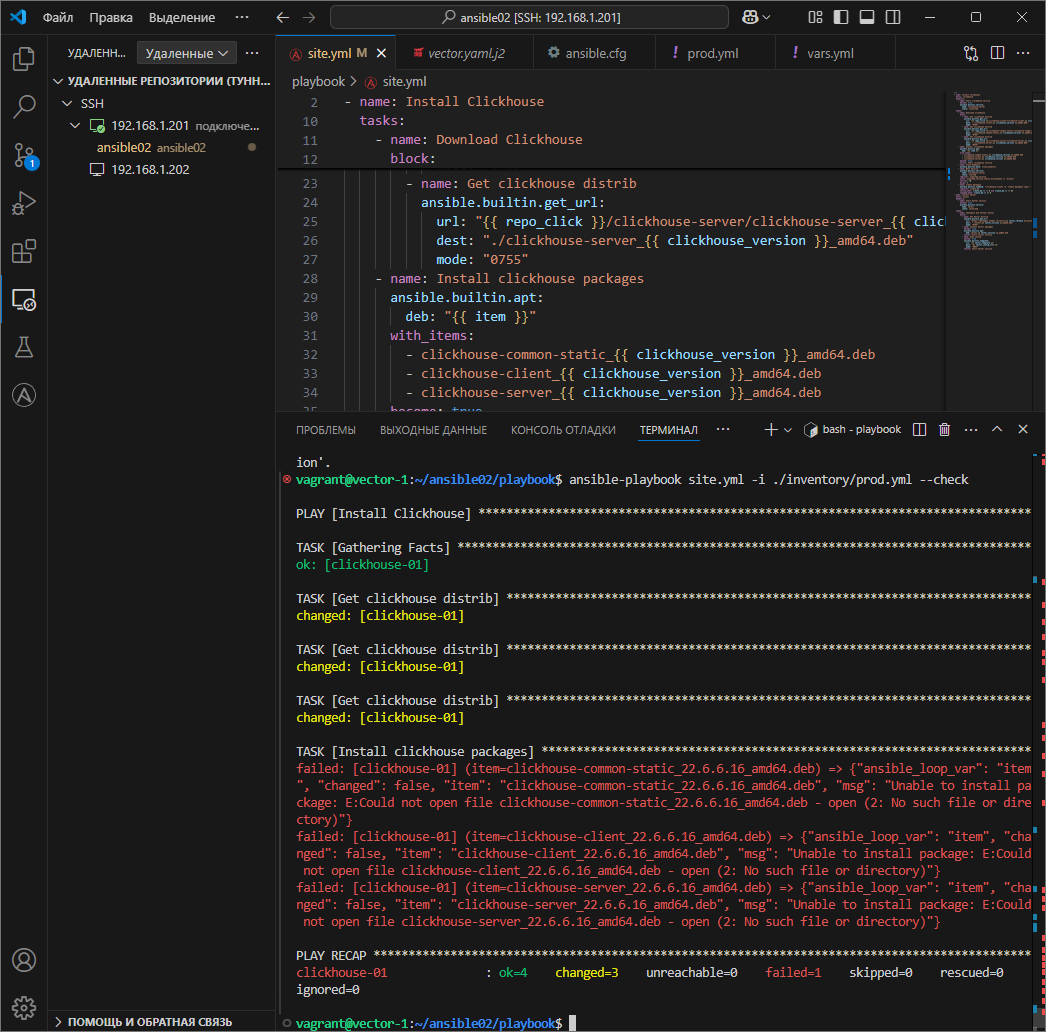 Файл Правка Выделение ··· ansible02 [SSH: 192.168.1.201]
УДАЛЕНН... Удаленные ···
УДАЛЕННЫЕ РЕПОЗИТОРИИ (ТУНН...
SSH
192.168.1.201 подключе...
ansible02 ansible02
192.168.1.202
1
site.yml M vector.yaml.j2 ansible.cfg ! prod.yml ! vars.yml ···
playbook > site.yml
2 - name: Install Clickhouse
10 tasks:
11 - name: Download Clickhouse
12 block:
23 - name: Get clickhouse distrib
24 ansible.builtin.get_url:
25 url: "{{ repo_click }}/clickhouse-server/clickhouse-server_{{ clic
26 dest: "./clickhouse-server_{{ clickhouse_version }}_amd64.deb"
27 mode: "0755"
28 - name: Install clickhouse packages
29 ansible.builtin.apt:
30 deb: "{{ item }}"
31 with_items:
32 - clickhouse-common-static_{{ clickhouse_version }}_amd64.deb
33 - clickhouse-client_{{ clickhouse_version }}_amd64.deb
34 - clickhouse-server_{{ clickhouse_version }}_amd64.deb
35 become: true
ПРОБЛЕМЫ ВЫХОДНЫЕ ДАННЫЕ КОНСОЛЬ ОТЛАДКИ ТЕРМИНАЛ ··· bash - playbook ···
ion'.
vagrant@vector-1:~/ansible02/playbook$ ansible-playbook site.yml -i ./inventory/prod.yml --check
PLAY [Install Clickhouse] *******************************************************************************
TASK [Gathering Facts] **********************************************************************************
ok: [clickhouse-01]
TASK [Get clickhouse distrib] ***************************************************************************
changed: [clickhouse-01]
TASK [Get clickhouse distrib] ***************************************************************************
changed: [clickhouse-01]
TASK [Get clickhouse distrib] ***************************************************************************
changed: [clickhouse-01]
TASK [Install clickhouse packages] **********************************************************************
failed: [clickhouse-01] (item=clickhouse-common-static_22.6.6.16_amd64.deb) => {"ansible_loop_var": "item
", "changed": false, "item": "clickhouse-common-static_22.6.6.16_amd64.deb", "msg": "Unable to install pa
ckage: E:Could not open file clickhouse-common-static_22.6.6.16_amd64.deb - open (2: No such file or dire
ctory)"}
failed: [clickhouse-01] (item=clickhouse-client_22.6.6.16_amd64.deb) => {"ansible_loop_var": "item", "cha
nged": false, "item": "clickhouse-client_22.6.6.16_amd64.deb", "msg": "Unable to install package: E:Could
not open file clickhouse-client_22.6.6.16_amd64.deb - open (2: No such file or directory)"}
failed: [clickhouse-01] (item=clickhouse-server_22.6.6.16_amd64.deb) => {"ansible_loop_var": "item", "cha
nged": false, "item": "clickhouse-server_22.6.6.16_amd64.deb", "msg": "Unable to install package: E:Could
not open file clickhouse-server_22.6.6.16_amd64.deb - open (2: No such file or directory)"}
PLAY RECAP **********************************************************************************************
clickhouse-01 : ok=4 changed=3 unreachable=0 failed=1 skipped=0 rescued=0
ignored=0
vagrant@vector-1:~/ansible02/playbook$
ПОМОЩЬ И ОБРАТНАЯ СВЯЗЬ